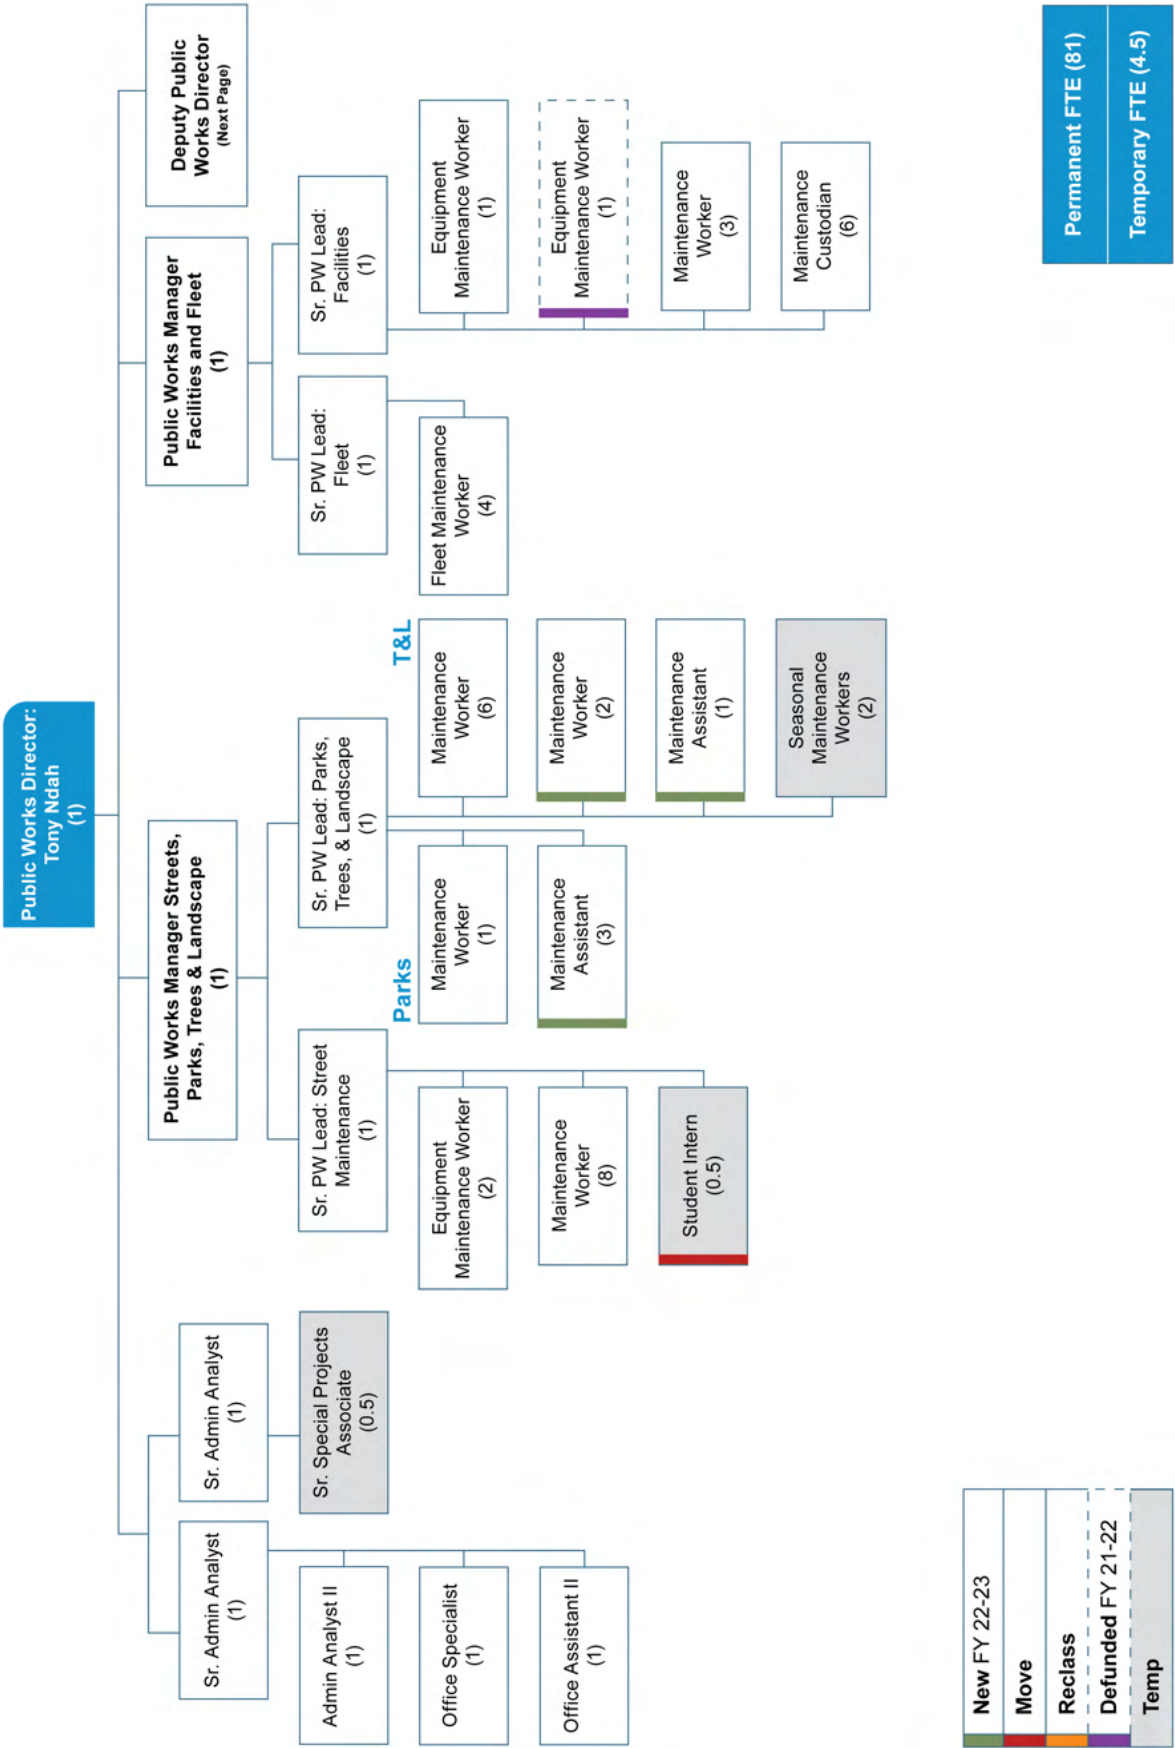 Public Works Director:
Tony Ndah
(1)
Sr. Admin Analyst
(1)
Admin Analyst II
(1)
Office Specialist
(1)
Office Assistant II
(1)
Sr. Admin Analyst
(1)
Sr. Special Projects
Associate
(0.5)
Public Works Manager Streets,
Parks, Trees & Landscape
(1)
Sr. PW Lead: Street
Maintenance
(1)
Equipment
Maintenance Worker
(2)
Maintenance
Worker
(8)
Student Intern
(0.5)
Sr. PW Lead: Parks,
Trees, & Landscape
(1)
Parks
Maintenance
Worker
(1)
Maintenance
Assistant
(3)
T&L
Maintenance
Worker
(6)
Maintenance
Worker
(2)
Maintenance
Assistant
(1)
Seasonal
Maintenance
Workers
(2)
Public Works Manager
Facilities and Fleet
(1)
Sr. PW Lead:
Fleet
(1)
Fleet Maintenance
Worker
(4)
Sr. PW Lead:
Facilities
(1)
Equipment
Maintenance Worker
(1)
Equipment
Maintenance Worker
(1)
Maintenance
Worker
(3)
Maintenance
Custodian
(6)
Deputy Public
Works Director
(Next Page)
New FY 22-23
Move
Reclass
Defunded FY 21-22
Temp
Permanent FTE (81)
Temporary FTE (4.5)